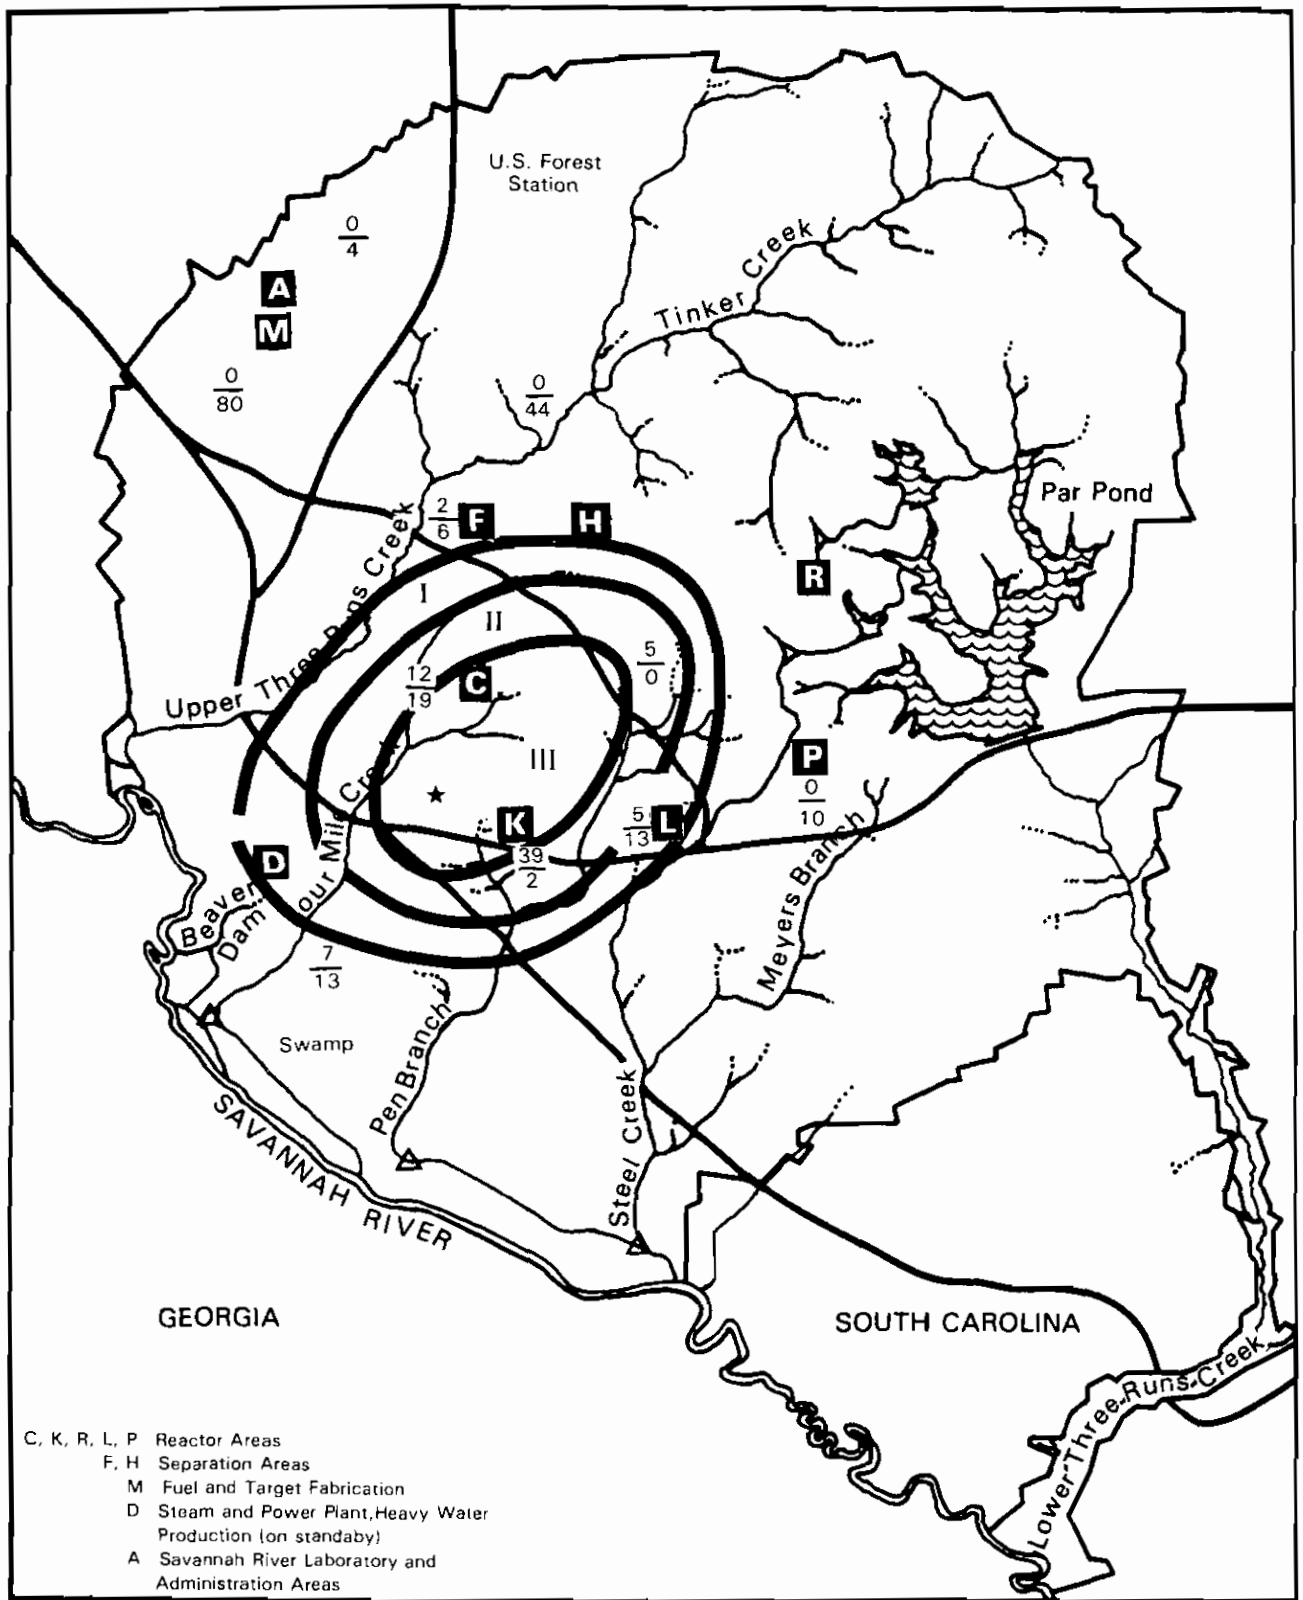 U.S. Forest
Station
0
4
A
M
0
80
Tinker Creek
0
44
Par Pond
2
6
F
H
R
I
II
5
0
12
19
C
Upper Three Runs Creek
III
P
0
10
K
5
13
L
39
2
D
our Mile Creek
Beaver
Dam
7
13
Meyers Branch
Swamp
Pen Branch
Steel Creek
SAVANNAH RIVER
GEORGIA
SOUTH CAROLINA
Lower Three Runs Creek
C, K, R, L, P Reactor Areas
F, H Separation Areas
M Fuel and Target Fabrication
D Steam and Power Plant, Heavy Water
Production (on standby)
A Savannah River Laboratory and
Administration Areas